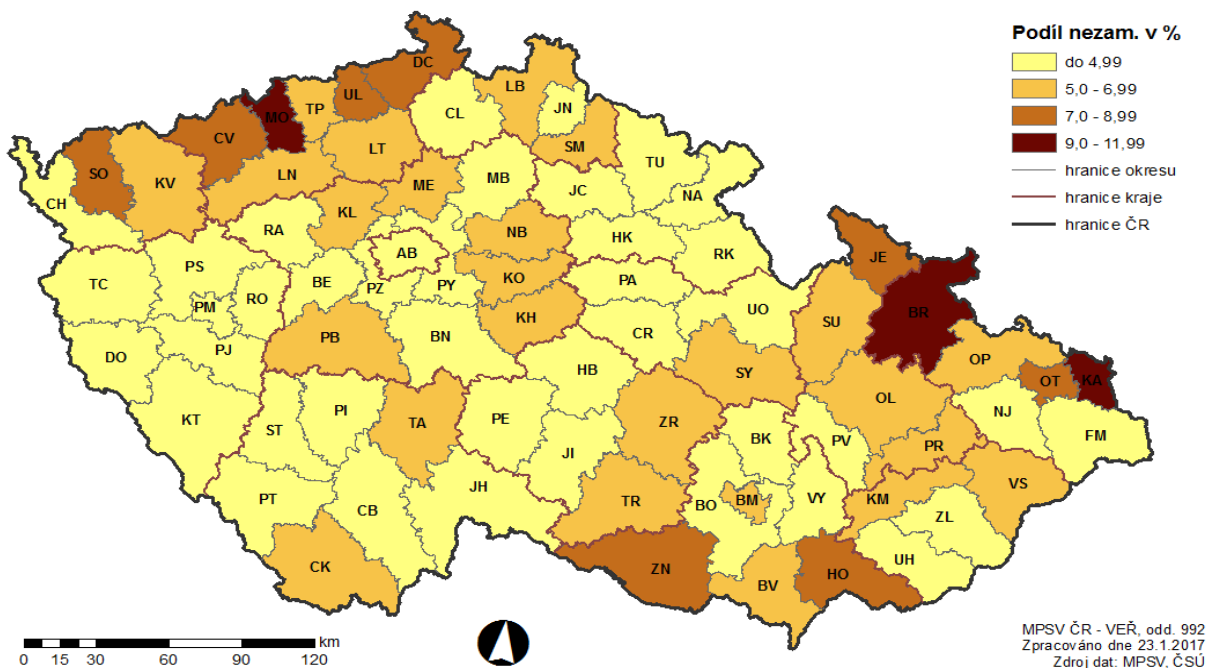 Podíl nezam. v %
do 4,99
5,0 - 6,99
7,0 - 8,99
9,0 - 11,99
hranice okresu
hranice kraje
hranice ČR
DC
UL
LB
MO
TP
CL
JN
CV
LT
SM
SO
KV
LN
TU
CH
ME
MB
JC
NA
KL
RA
NB
HK
AB
RK
JE
PS
BE
PZ
PY
KO
PA
TC
RO
PM
KH
UO
SU
BR
CR
PB
BN
DO
PJ
OP
HB
SY
OT
KA
OL
NJ
KT
ST
PI
TA
PE
ZR
FM
BK
PV
PR
JI
VS
PT
JH
TR
BO
BM
VY
KM
CB
ZL
UH
CK
ZN
BV
HO
km
0 15 30 60 90 120
MPSV ČR - VEŘ, odd. 992
Zpracováno dne 23.1.2017
Zdroj dat: MPSV, ČSÚ